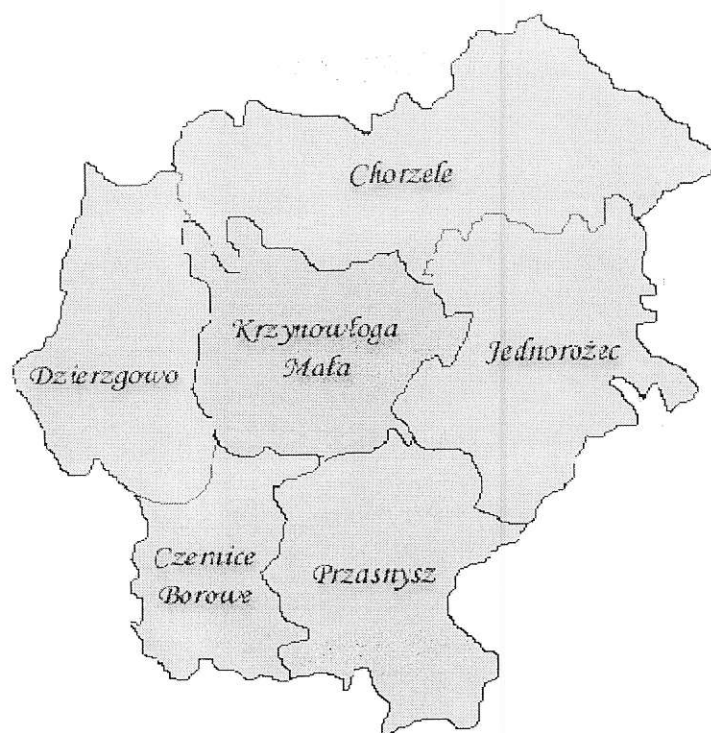 Chorzele
Krzynowłoga
Mała
Jednorożec
Dzierzgowo
Czernice
Borowe
Przasnysz